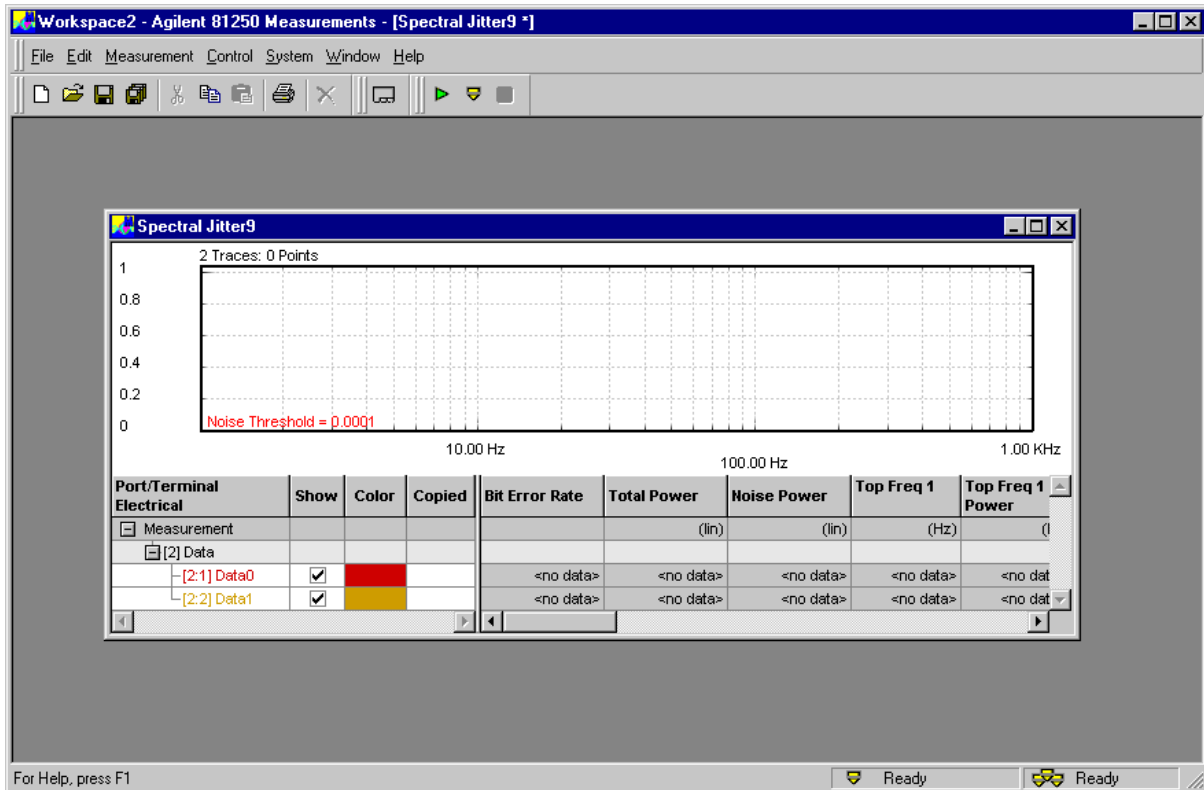 Workspace2 - Agilent 81250 Measurements - [Spectral Jitter9 *]
File Edit Measurement Control System Window Help
Spectral Jitter9
2 Traces: 0 Points
1
0.8
0.6
0.4
0.2
0
Noise Threshold = 0.0001
10.00 Hz
100.00 Hz
1.00 KHz
Port/Terminal Electrical Show Color Copied Bit Error Rate Total Power Noise Power Top Freq 1 Top Freq 1 Power
Measurement (lin) (lin) (Hz) (l
[2] Data
[2:1] Data0 <no data> <no data> <no data> <no data> <no dat
[2:2] Data1 <no data> <no data> <no data> <no data> <no dat
For Help, press F1 Ready Ready